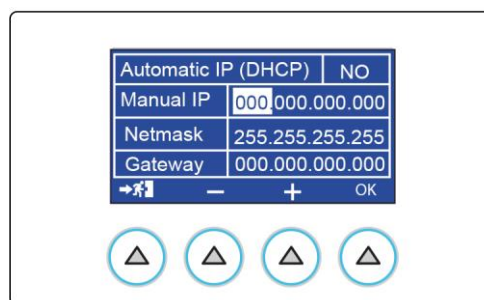 Automatic IP (DHCP) NO
Manual IP 000.000.000.000
Netmask 255.255.255.255
Gateway 000.000.000.000
− + OK